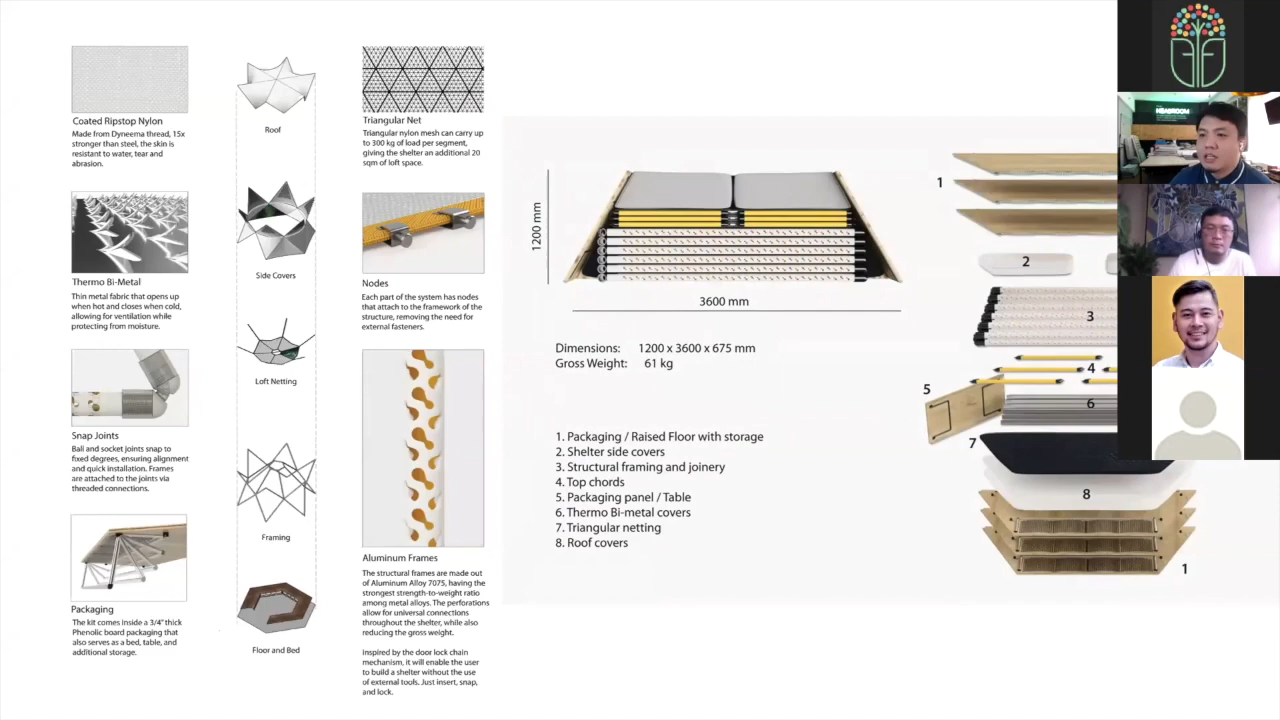 Coated Ripstop Nylon
Made from Dyneema thread, 15x
stronger than steel, the skin is
resistant to water, tear and
abrasion.
Thermo Bi-Metal
Thin metal fabric that opens up
when hot and closes when cold,
allowing for ventilation while
protecting from moisture.
Snap Joints
Ball and socket joints snap to
fixed degrees, ensuring alignment
and quick installation. Frames
are attached to the joints via
threaded connections.
Packaging
The kit comes inside a 3/4" thick
Phenolic board packaging that
also serves as a bed, table, and
additional storage.
Roof
Side Covers
Loft Netting
Framing
Floor and Bed
Triangular Net
Triangular nylon mesh can carry up
to 300 kg of load per segment,
giving the shelter an additional 20
sqm of loft space.
Nodes
Each part of the system has nodes
that attach to the framework of the
structure, removing the need for
external fasteners.
Aluminum Frames
The structural frames are made out
of Aluminum Alloy 7075, having the
strongest strength-to-weight ratio
among metal alloys. The perforations
allow for universal connections
throughout the shelter, while also
reducing the gross weight.
Inspired by the door lock chain
mechanism, it will enable the user
to build a shelter without the use
of external tools. Just insert, snap,
and lock.
1200 mm
3600 mm
Dimensions: 1200 x 3600 x 675 mm
Gross Weight: 61 kg
1. Packaging / Raised Floor with storage
2. Shelter side covers
3. Structural framing and joinery
4. Top chords
5. Packaging panel / Table
6. Thermo Bi-metal covers
7. Triangular netting
8. Roof covers
1
2
3
4
5
6
7
8
1